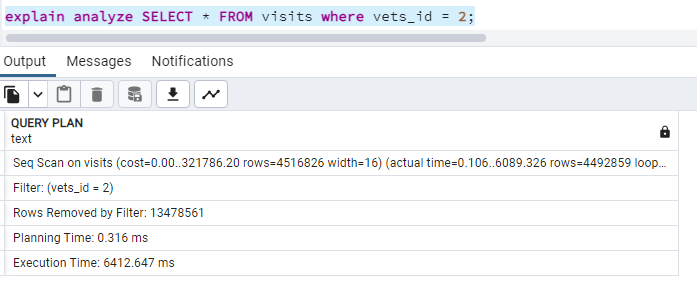 explain analyze SELECT * FROM visits where vets_id = 2;
Output Messages Notifications
QUERY PLAN
text
Seq Scan on visits (cost=0.00..321786.20 rows=4516826 width=16) (actual time=0.106..6089.326 rows=4492859 loop...
Filter: (vets_id = 2)
Rows Removed by Filter: 13478561
Planning Time: 0.316 ms
Execution Time: 6412.647 ms